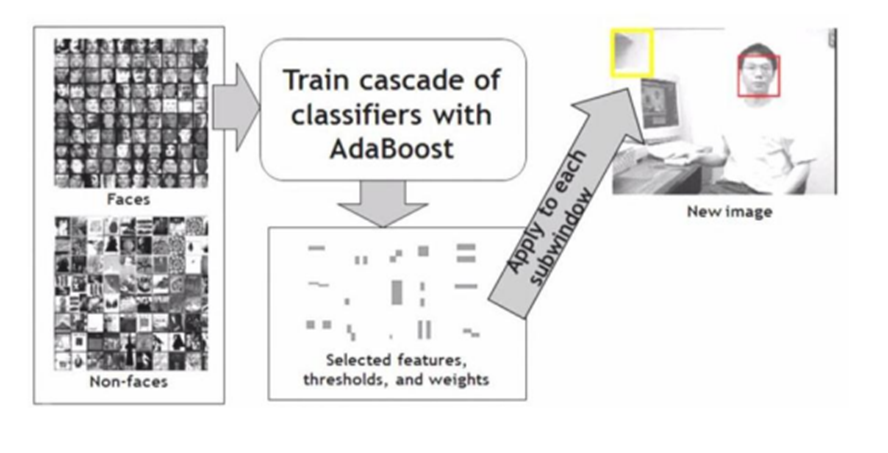 Faces
Non-faces
Train cascade of
classifiers with
AdaBoost
Selected features,
thresholds, and weights
Apply to each
subwindow
New image